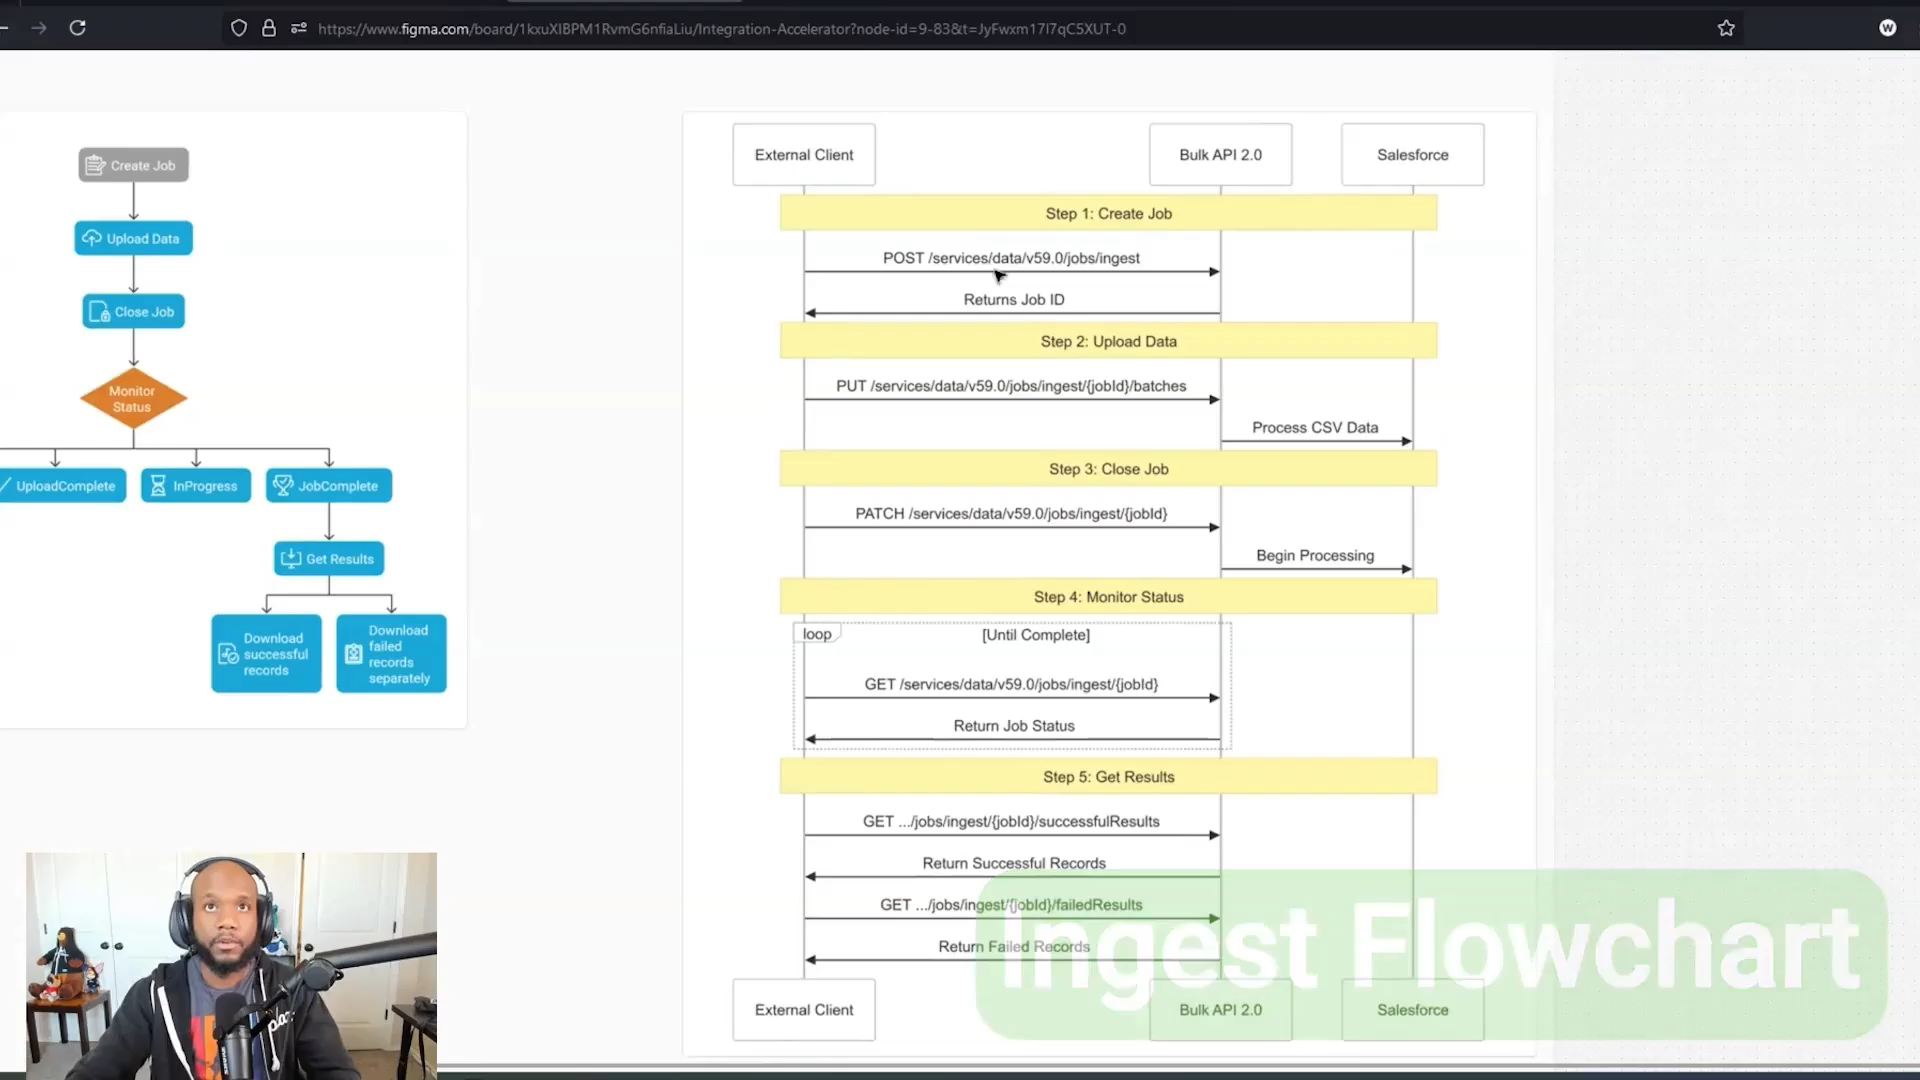 https://www.figma.com/board/1kxuXIBPM1RvmG6nfiaLiu/Integration-Accelerator?node-id=9-83&t=JyFwxm17I7qC5XUT-0
W
Create Job
Upload Data
Close Job
Monitor
Status
UploadComplete
InProgress
JobComplete
Get Results
Download
successful
records
Download
failed
records
separately
External Client
Bulk API 2.0
Salesforce
Step 1: Create Job
POST /services/data/v59.0/jobs/ingest
Returns Job ID
Step 2: Upload Data
PUT /services/data/v59.0/jobs/ingest/{jobId}/batches
Process CSV Data
Step 3: Close Job
PATCH /services/data/v59.0/jobs/ingest/{jobId}
Begin Processing
Step 4: Monitor Status
loop
[Until Complete]
GET /services/data/v59.0/jobs/ingest/{jobId}
Return Job Status
Step 5: Get Results
GET .../jobs/ingest/{jobId}/successfulResults
Return Successful Records
GET .../jobs/ingest/{jobId}/failedResults
Return Failed Records
External Client
Bulk API 2.0
Salesforce
Ingest Flowchart